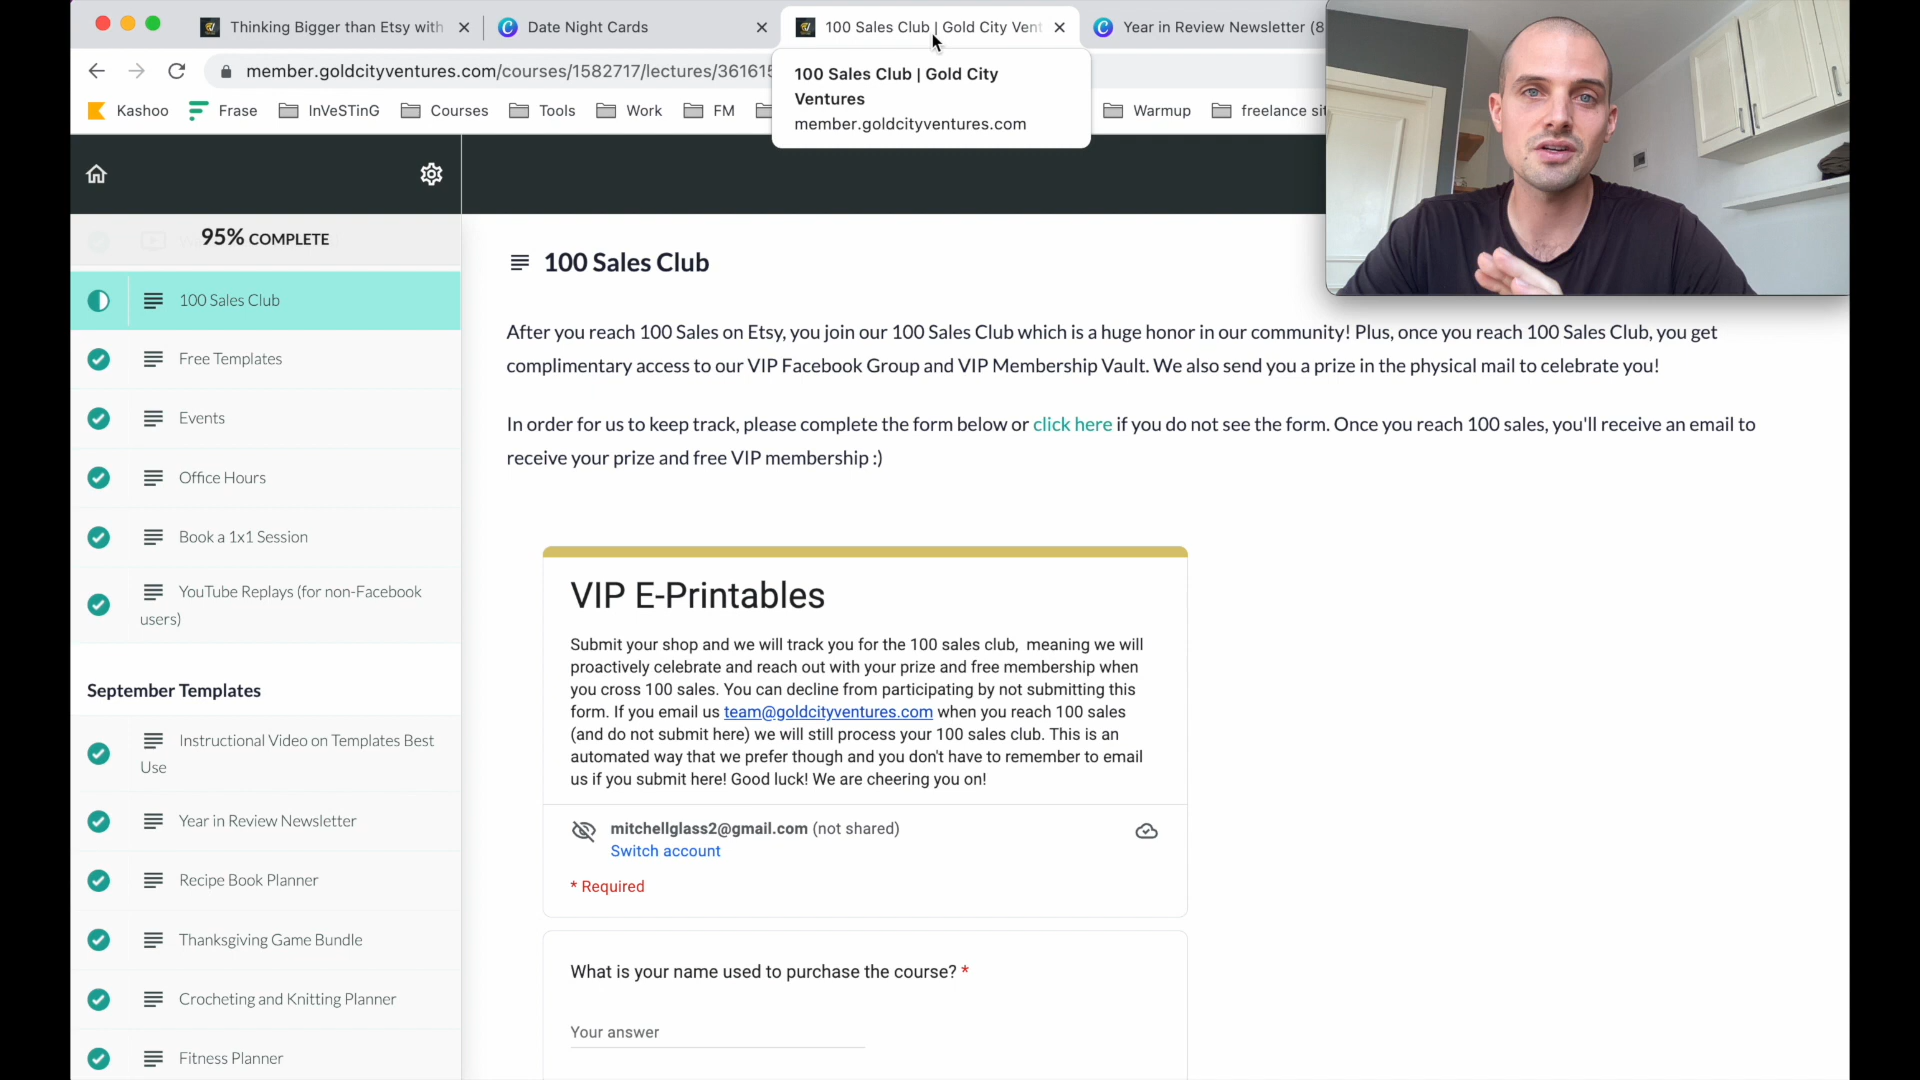 Thinking Bigger than Etsy with
Date Night Cards
100 Sales Club | Gold City Vent
Year in Review Newsletter (8
member.goldcityventures.com/courses/1582717/lectures/361615
100 Sales Club | Gold City
Ventures
member.goldcityventures.com
Kashoo
Frase
InVeSTinG
Courses
Tools
Work
FM
Warmup
freelance sit
95% COMPLETE
100 Sales Club
Free Templates
Events
Office Hours
Book a 1x1 Session
YouTube Replays (for non-Facebook
users)
September Templates
Instructional Video on Templates Best
Use
Year in Review Newsletter
Recipe Book Planner
Thanksgiving Game Bundle
Crocheting and Knitting Planner
Fitness Planner
100 Sales Club
After you reach 100 Sales on Etsy, you join our 100 Sales Club which is a huge honor in our community! Plus, once you reach 100 Sales Club, you get
complimentary access to our VIP Facebook Group and VIP Membership Vault. We also send you a prize in the physical mail to celebrate you!
In order for us to keep track, please complete the form below or click here if you do not see the form. Once you reach 100 sales, you'll receive an email to
receive your prize and free VIP membership :)
VIP E-Printables
Submit your shop and we will track you for the 100 sales club, meaning we will
proactively celebrate and reach out with your prize and free membership when
you cross 100 sales. You can decline from participating by not submitting this
form. If you email us team@goldcityventures.com when you reach 100 sales
(and do not submit here) we will still process your 100 sales club. This is an
automated way that we prefer though and you don't have to remember to email
us if you submit here! Good luck! We are cheering you on!
mitchellglass2@gmail.com (not shared)
Switch account
* Required
What is your name used to purchase the course? *
Your answer